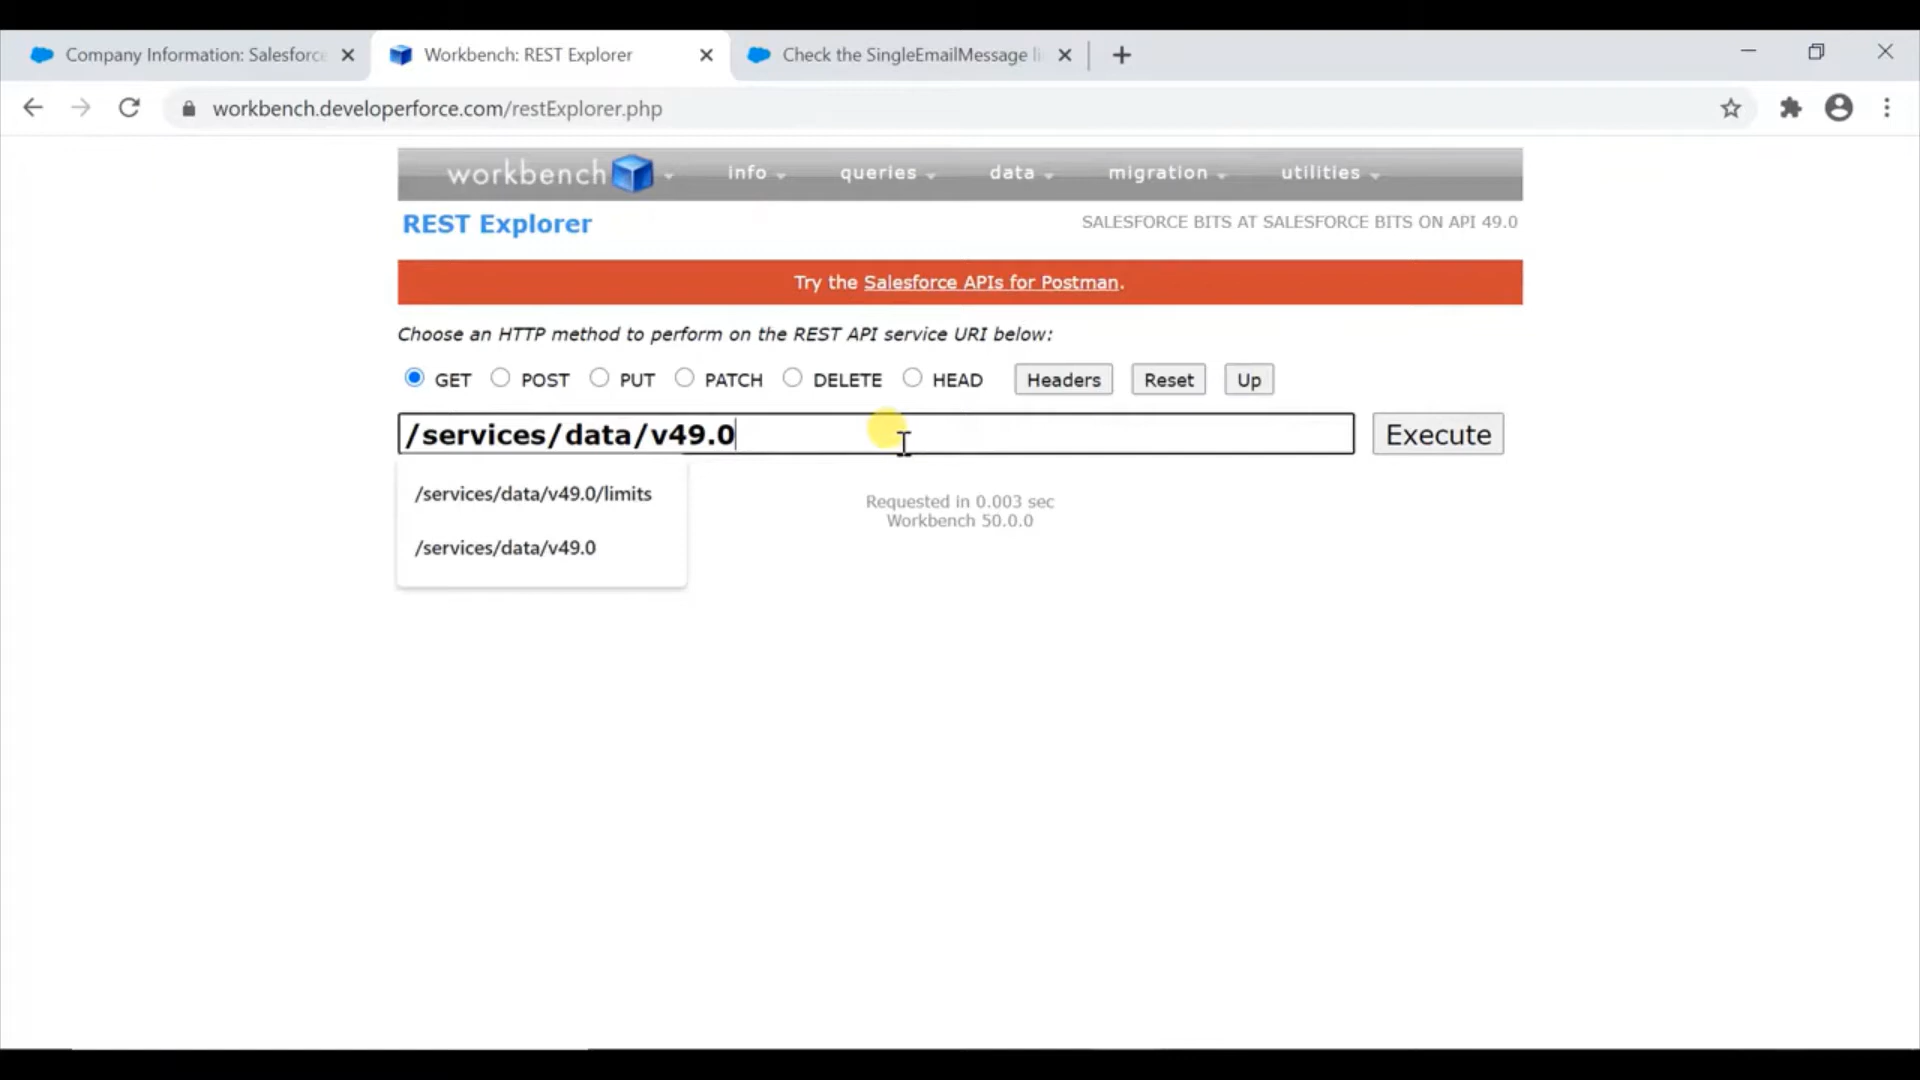 Company Information: Salesforce
Workbench: REST Explorer
Check the SingleEmailMessage li
workbench.developerforce.com/restExplorer.php
workbench info queries data migration utilities
REST Explorer
SALESFORCE BITS AT SALESFORCE BITS ON API 49.0
Try the Salesforce APIs for Postman.
Choose an HTTP method to perform on the REST API service URI below:
GET POST PUT PATCH DELETE HEAD Headers Reset Up
/services/data/v49.0 Execute
/services/data/v49.0/limits
/services/data/v49.0
Requested in 0.003 sec
Workbench 50.0.0